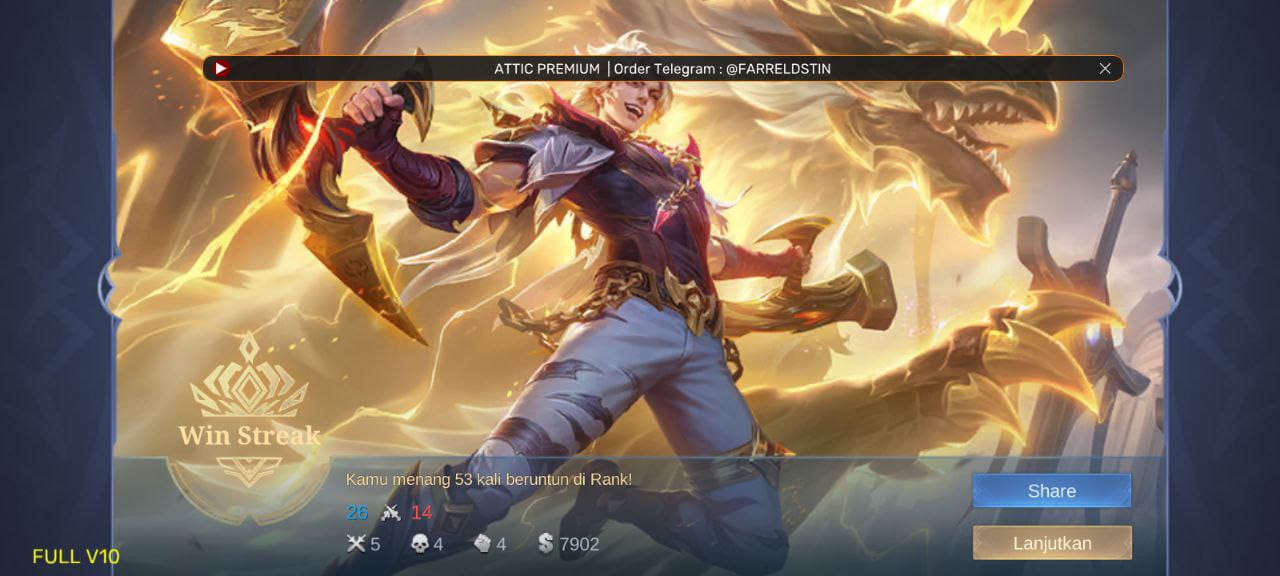 ATTIC PREMIUM | Order Telegram : @FARRELDSTIN
Win Streak
Kamu menang 53 kali beruntun di Rank!
26 14
5 4 4 7902
Share
Lanjutkan
FULL V10